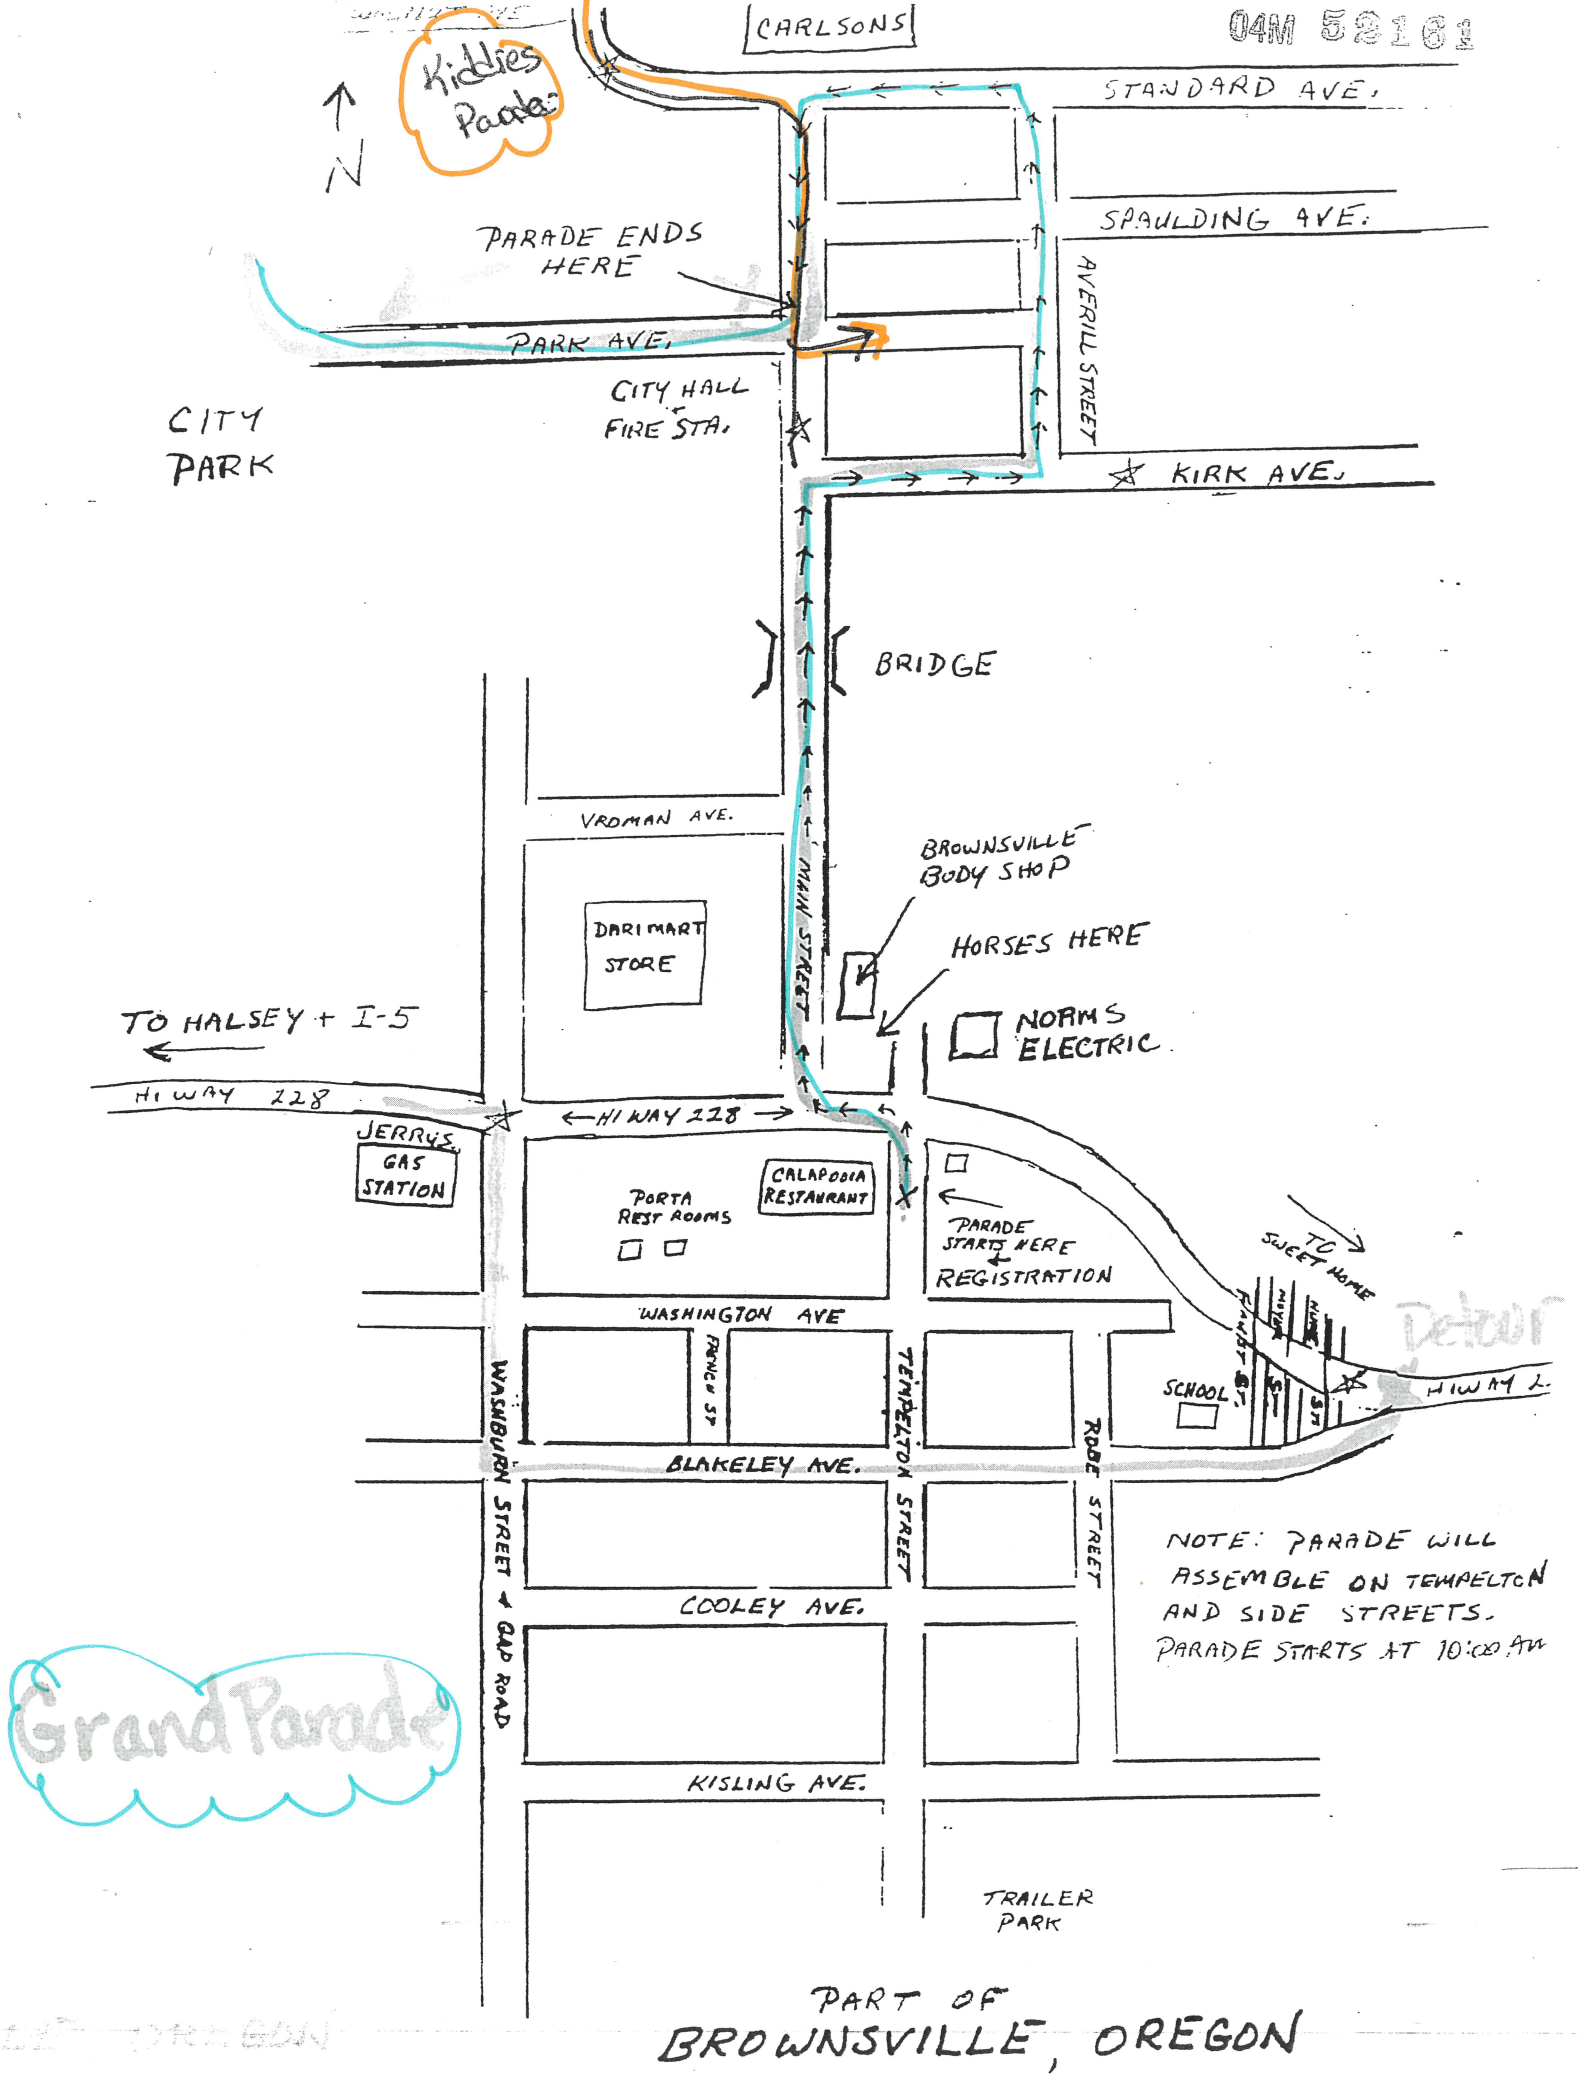 WALNUT AVE
CARLSONS
04M 52161
Kiddies
Parade
STANDARD AVE.
N
SPAULDING AVE.
PARADE ENDS
HERE
AVERILL STREET
PARK AVE.
CITY HALL
+
FIRE STA.
CITY
PARK
KIRK AVE.
BRIDGE
VROMAN AVE.
BROWNSVILLE
BODY SHOP
MAIN STREET
DARIMART
STORE
HORSES HERE
NORMS
ELECTRIC
TO HALSEY + I-5
HIWAY 228
HIWAY 228
JERRYS
GAS
STATION
CALAPOOIA
RESTAURANT
PORTA
REST ROOMS
PARADE
STARTS HERE
+
REGISTRATION
TO
SWEET HOME
WASHINGTON AVE
FRENCH ST
Detour
HIWAY 2
SCHOOL
WASHBURN STREET & GAP ROAD
TEMPELTON STREET
ROBE STREET
BLAKELEY AVE.
NOTE: PARADE WILL
ASSEMBLE ON TEMPELTON
AND SIDE STREETS.
PARADE STARTS AT 10:00 AM
COOLEY AVE.
Grand Parade
KISLING AVE.
TRAILER
PARK
PART OF
BROWNSVILLE, OREGON
OREGON